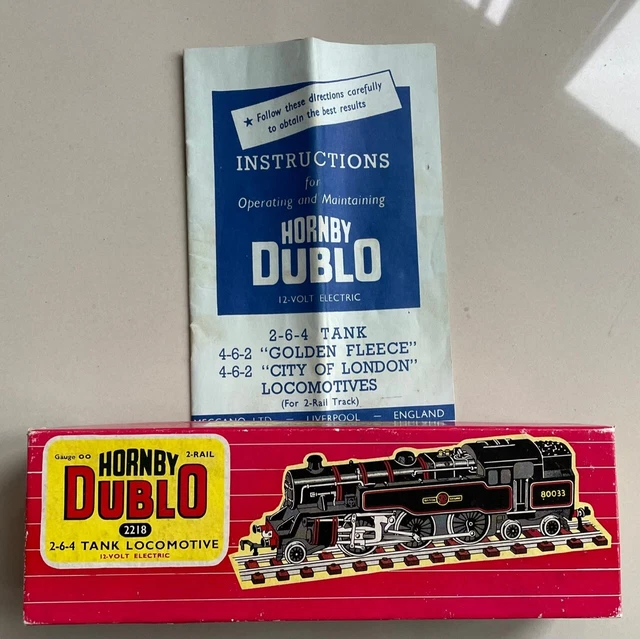 ★ Follow these directions carefully
to obtain the best results
INSTRUCTIONS
for
Operating and Maintaining
HORNBY
DUBLO
12-VOLT ELECTRIC
2-6-4 TANK
4-6-2 "GOLDEN FLEECE"
4-6-2 "CITY OF LONDON"
LOCOMOTIVES
(For 2-Rail Track)
MECCANO LTD — LIVERPOOL — ENGLAND
Gauge OO
HORNBY
2-RAIL
DUBLO
2218
2-6-4 TANK LOCOMOTIVE
12-VOLT ELECTRIC
80033